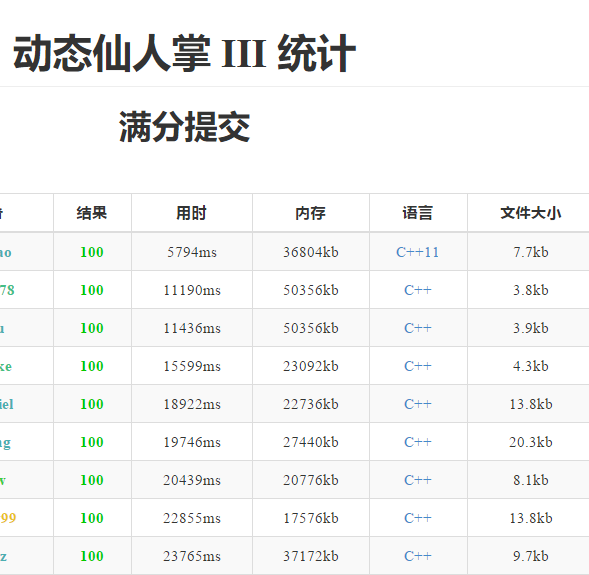 动态仙人掌 III 统计
满分提交
结果 用时 内存 语言 文件大小
100 5794ms 36804kb C++11 7.7kb
78 100 11190ms 50356kb C++ 3.8kb
100 11436ms 50356kb C++ 3.9kb
ke 100 15599ms 23092kb C++ 4.3kb
iel 100 18922ms 22736kb C++ 13.8kb
100 19746ms 27440kb C++ 20.3kb
100 20439ms 20776kb C++ 8.1kb
99 100 22855ms 17576kb C++ 13.8kb
z 100 23765ms 37172kb C++ 9.7kb